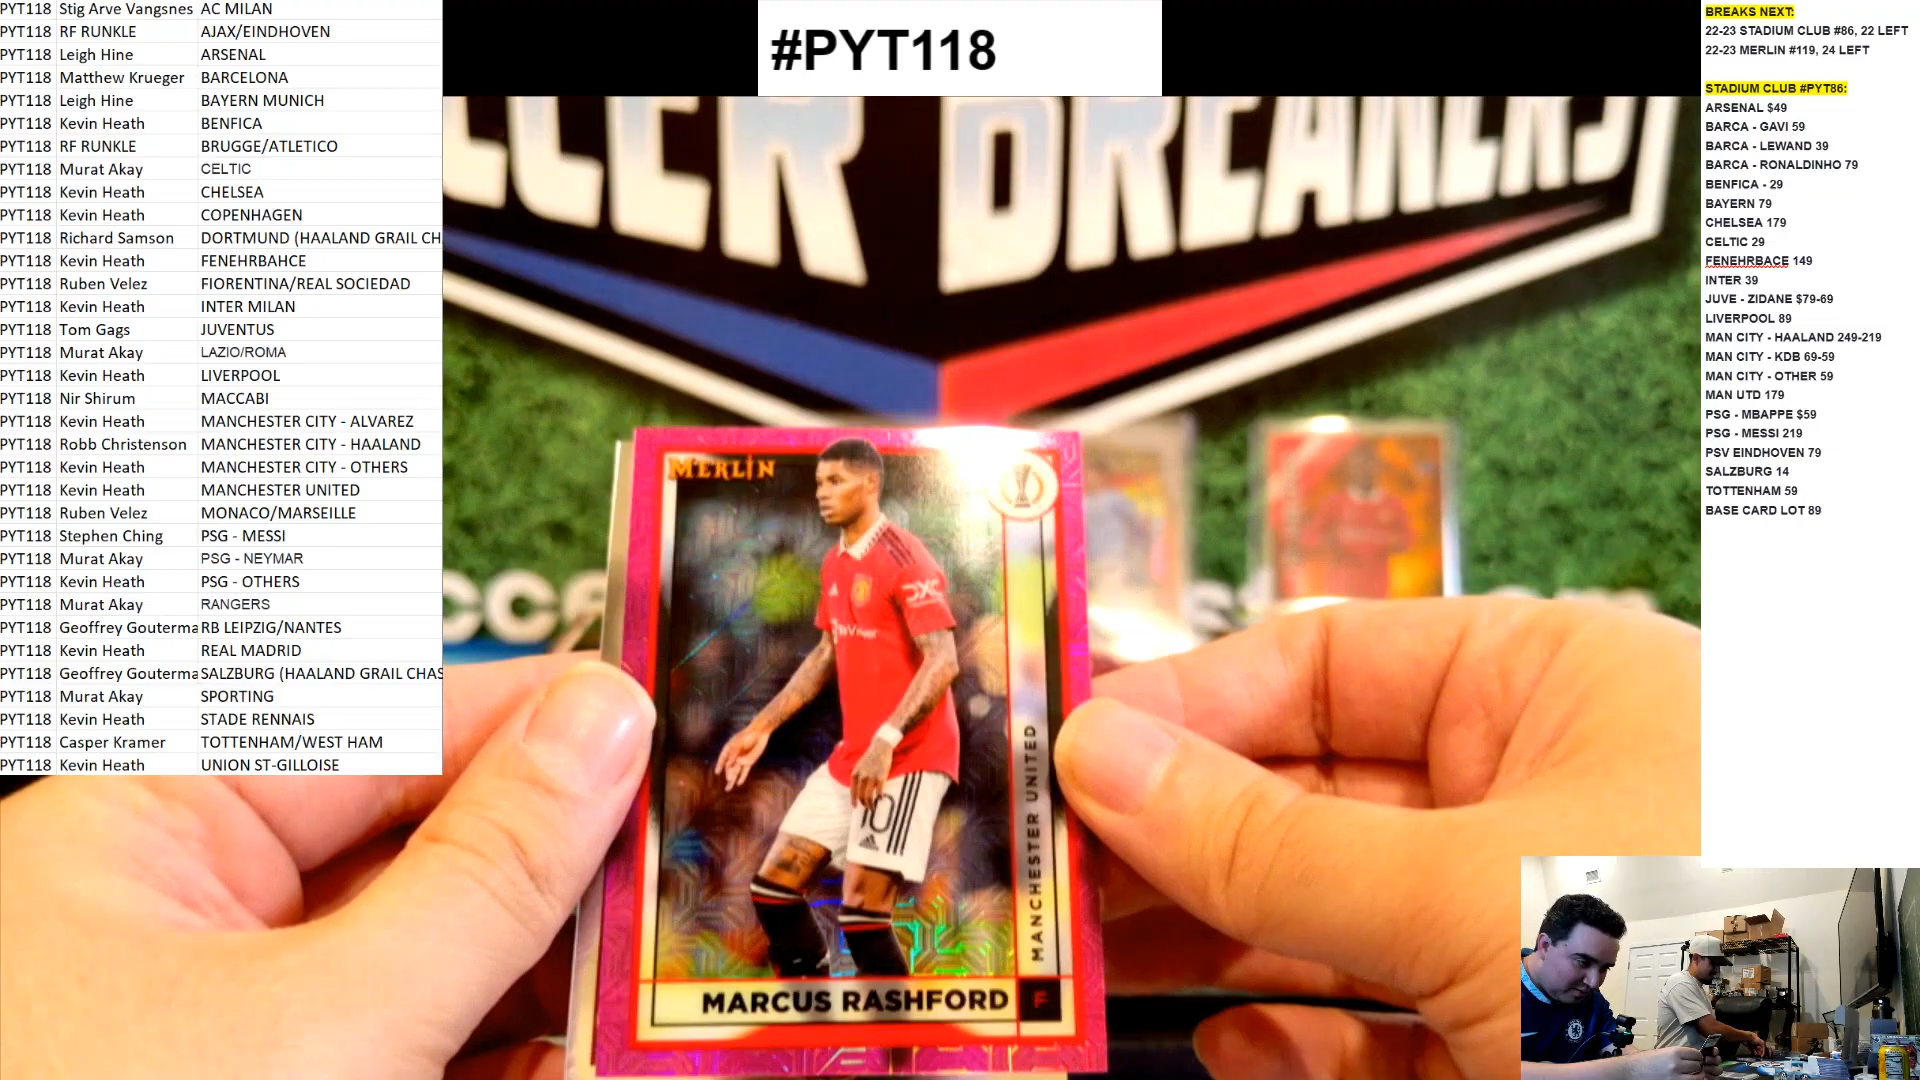 PYT118 Stig Arve Vangsnes AC MILAN
PYT118 RF RUNKLE AJAX/EINDHOVEN
PYT118 Leigh Hine ARSENAL
PYT118 Matthew Krueger BARCELONA
PYT118 Leigh Hine BAYERN MUNICH
PYT118 Kevin Heath BENFICA
PYT118 RF RUNKLE BRUGGE/ATLETICO
PYT118 Murat Akay CELTIC
PYT118 Kevin Heath CHELSEA
PYT118 Kevin Heath COPENHAGEN
PYT118 Richard Samson DORTMUND (HAALAND GRAIL CH
PYT118 Kevin Heath FENEHRBAHCE
PYT118 Ruben Velez FIORENTINA/REAL SOCIEDAD
PYT118 Kevin Heath INTER MILAN
PYT118 Tom Gags JUVENTUS
PYT118 Murat Akay LAZIO/ROMA
PYT118 Kevin Heath LIVERPOOL
PYT118 Nir Shirum MACCABI
PYT118 Kevin Heath MANCHESTER CITY - ALVAREZ
PYT118 Robb Christenson MANCHESTER CITY - HAALAND
PYT118 Kevin Heath MANCHESTER CITY - OTHERS
PYT118 Kevin Heath MANCHESTER UNITED
PYT118 Ruben Velez MONACO/MARSEILLE
PYT118 Stephen Ching PSG - MESSI
PYT118 Murat Akay PSG - NEYMAR
PYT118 Kevin Heath PSG - OTHERS
PYT118 Murat Akay RANGERS
PYT118 Geoffrey Gouterma RB LEIPZIG/NANTES
PYT118 Kevin Heath REAL MADRID
PYT118 Geoffrey Gouterma SALZBURG (HAALAND GRAIL CHAS
PYT118 Murat Akay SPORTING
PYT118 Kevin Heath STADE RENNAIS
PYT118 Casper Kramer TOTTENHAM/WEST HAM
PYT118 Kevin Heath UNION ST-GILLOISE
#PYT118
CCER BREAKERS
MERLIN
10
MANCHESTER UNITED
MARCUS RASHFORD F
BREAKS NEXT:
22-23 STADIUM CLUB #86, 22 LEFT
22-23 MERLIN #119, 24 LEFT
STADIUM CLUB #PYT86:
ARSENAL $49
BARCA - GAVI 59
BARCA - LEWAND 39
BARCA - RONALDINHO 79
BENFICA - 29
BAYERN 79
CHELSEA 179
CELTIC 29
FENEHRBACE 149
INTER 39
JUVE - ZIDANE $79-69
LIVERPOOL 89
MAN CITY - HAALAND 249-219
MAN CITY - KDB 69-59
MAN CITY - OTHER 59
MAN UTD 179
PSG - MBAPPE $59
PSG - MESSI 219
PSV EINDHOVEN 79
SALZBURG 14
TOTTENHAM 59
BASE CARD LOT 89